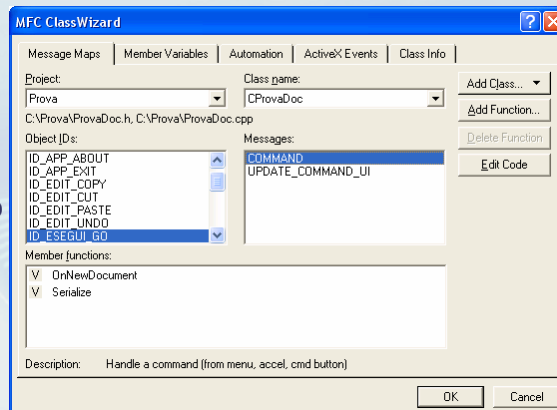 MFC ClassWizard
Message Maps Member Variables Automation ActiveX Events Class Info
Project: Class name:
Prova CProvaDoc
Add Class...
C:\Prova\ProvaDoc.h, C:\Prova\ProvaDoc.cpp
Add Function...
Object IDs: Messages:
Delete Function
ID_APP_ABOUT COMMAND
ID_APP_EXIT UPDATE_COMMAND_UI
Edit Code
ID_EDIT_COPY
ID_EDIT_CUT
ID_EDIT_PASTE
ID_EDIT_UNDO
ID_ESEGUI_GO
Member functions:
V OnNewDocument
V Serialize
Description: Handle a command (from menu, accel, cmd button)
OK Cancel